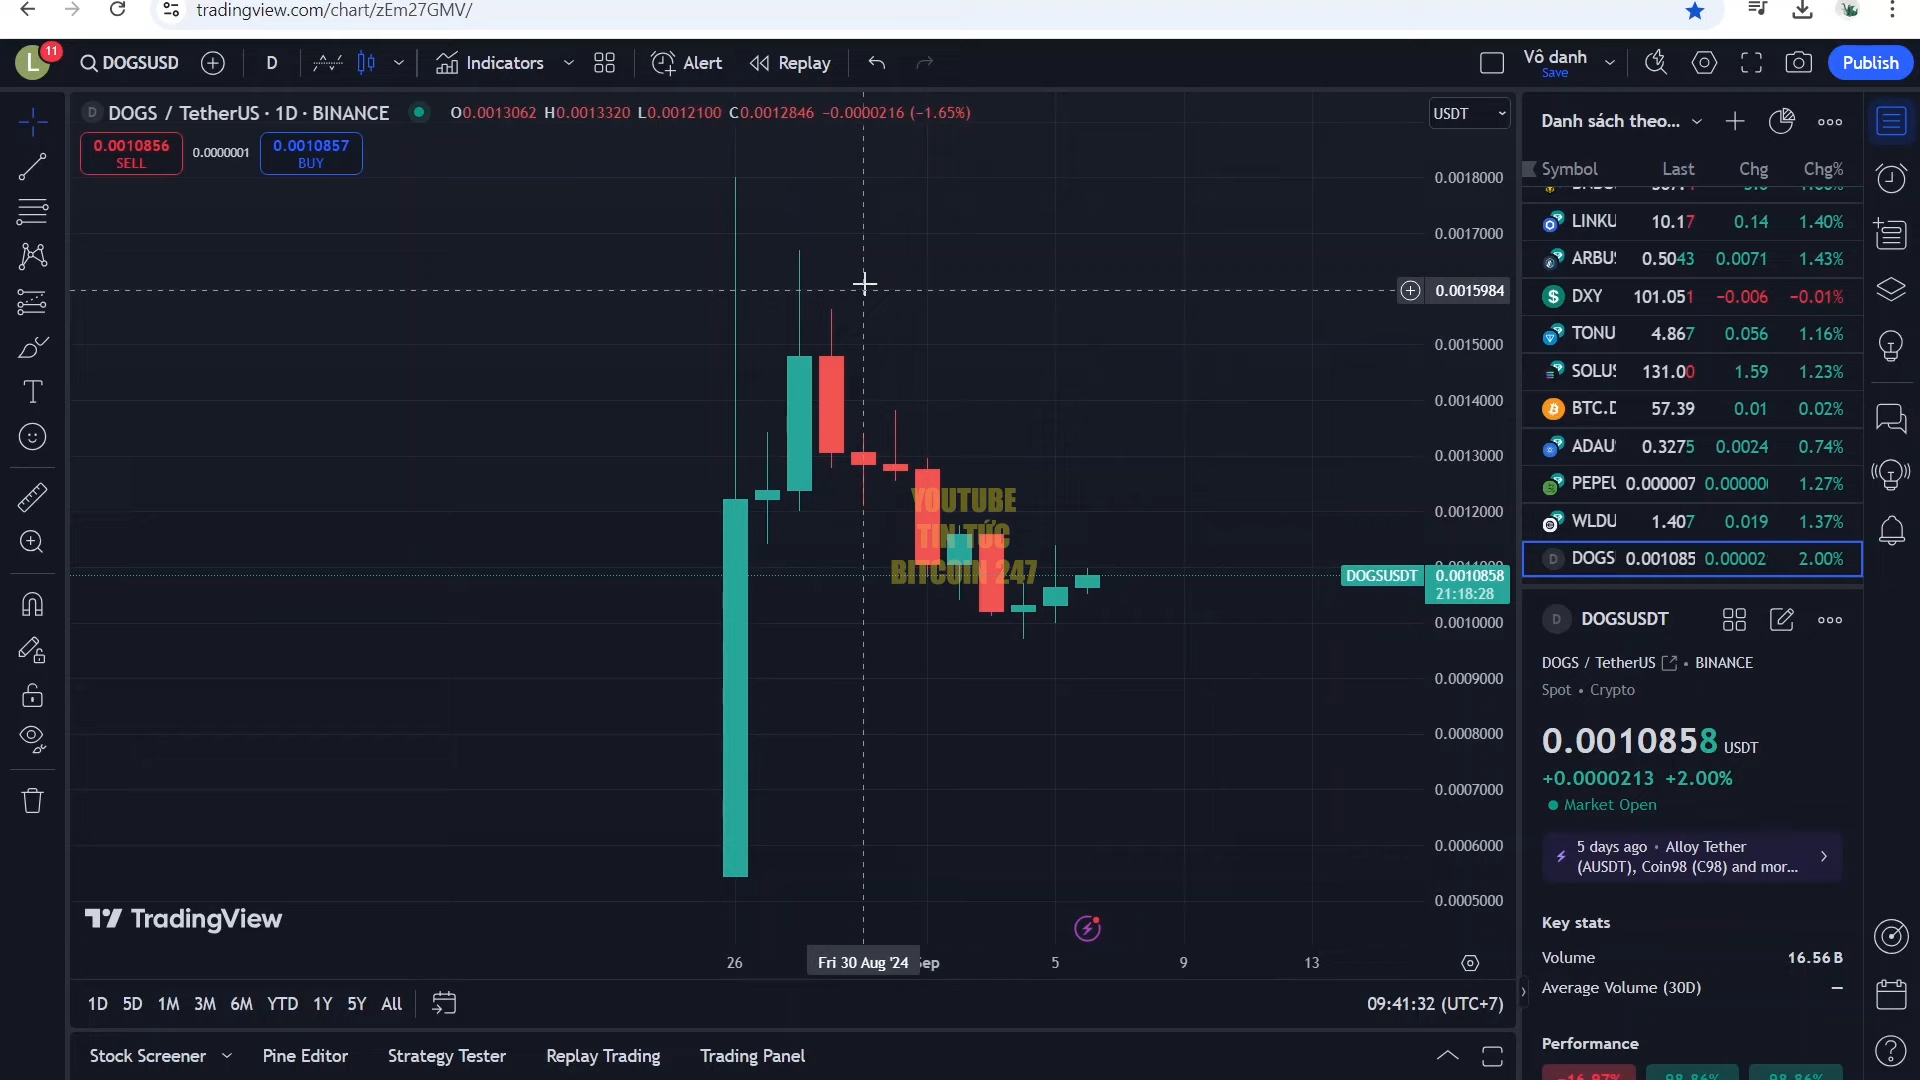 tradingview.com/chart/zEm27GMV/
L
11
DOGSUSD
D
Indicators
Alert
Replay
Vô danh
Save
Publish
D DOGS / TetherUS · 1D · BINANCE
O0.0013062 H0.0013320 L0.0012100 C0.0012846 −0.0000216 (−1.65%)
0.0010856
SELL
0.0000001
0.0010857
BUY
USDT
0.0018000
0.0017000
0.0015984
0.0015000
0.0014000
0.0013000
0.0012000
DOGSUSDT
0.0010858
21:18:28
0.0010000
0.0009000
0.0008000
0.0007000
0.0006000
0.0005000
YOUTUBE
TIN TỨC
BITCOIN 247
TradingView
26
Fri 30 Aug '24
5
9
13
1D 5D 1M 3M 6M YTD 1Y 5Y All
09:41:32 (UTC+7)
Stock Screener
Pine Editor
Strategy Tester
Replay Trading
Trading Panel
Danh sách theo...
Symbol Last Chg Chg%
LINKU 10.17 0.14 1.40%
ARBU 0.5043 0.0071 1.43%
DXY 101.051 −0.006 −0.01%
TONU 4.867 0.056 1.16%
SOLU 131.00 1.59 1.23%
BTC.D 57.39 0.01 0.02%
ADAU 0.3275 0.0024 0.74%
PEPEU 0.000007 0.00000 1.27%
WLDU 1.407 0.019 1.37%
D DOGS 0.001085 0.00002 2.00%
D DOGSUSDT
DOGS / TetherUS • BINANCE
Spot • Crypto
0.0010858 USDT
+0.0000213 +2.00%
Market Open
5 days ago • Alloy Tether
(AUSDT), Coin98 (C98) and mor...
Key stats
Volume 16.56B
Average Volume (30D) —
Performance